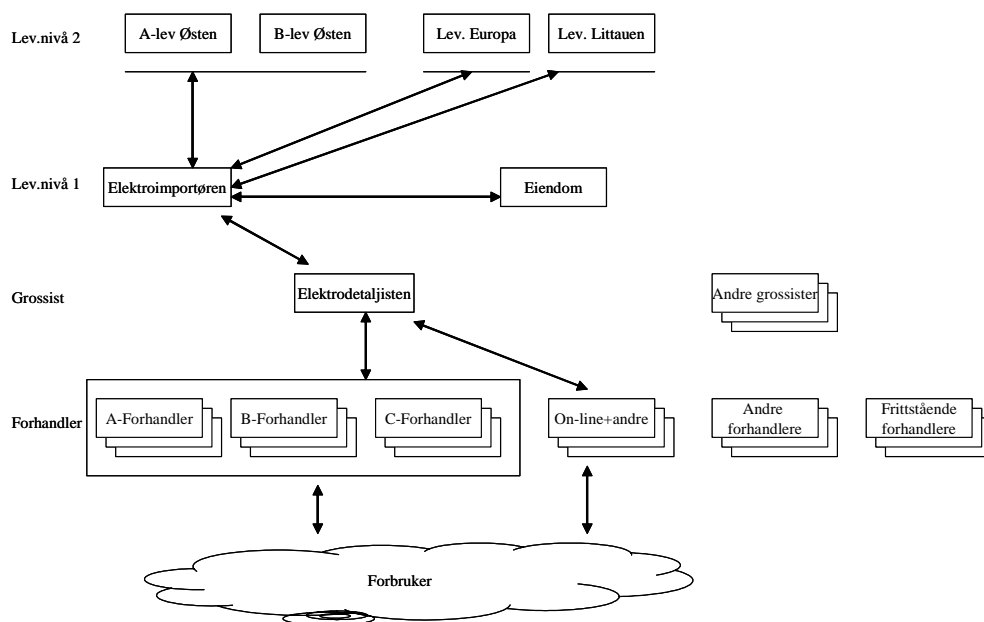 Lev.nivå 2
A-lev Østen
B-lev Østen
Lev. Europa
Lev. Littauen
Lev.nivå 1
Elektroimportøren
Eiendom
Grossist
Elektrodetaljisten
Andre grossister
Forhandler
A-Forhandler
B-Forhandler
C-Forhandler
On-line+andre
Andre
forhandlere
Frittstående
forhandlere
Forbruker